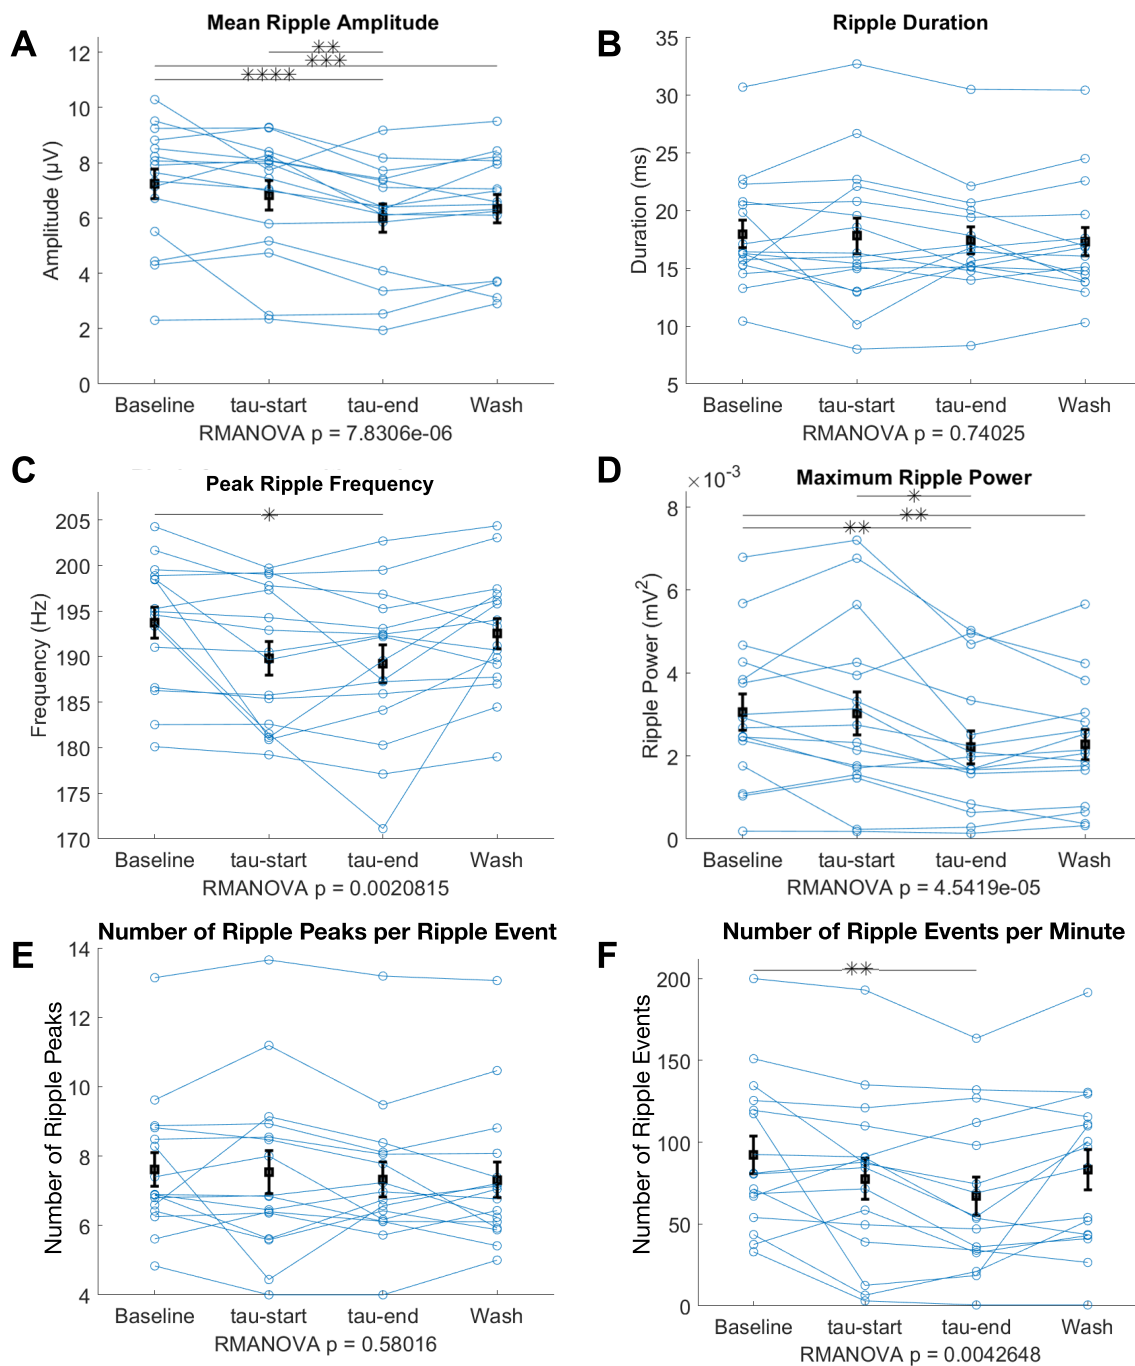 A
Mean Ripple Amplitude
**
***
****
12
10
8
6
4
2
0
Amplitude (µV)
Baseline tau-start tau-end Wash
RMANOVA p = 7.8306e-06
B
Ripple Duration
35
30
25
20
15
10
5
Duration (ms)
Baseline tau-start tau-end Wash
RMANOVA p = 0.74025
C
Peak Ripple Frequency
*
205
200
195
190
185
180
175
170
Frequency (Hz)
Baseline tau-start tau-end Wash
RMANOVA p = 0.0020815
D
×10⁻³
Maximum Ripple Power
*
**
**
8
6
4
2
0
Ripple Power (mV²)
Baseline tau-start tau-end Wash
RMANOVA p = 4.5419e-05
E
Number of Ripple Peaks per Ripple Event
14
12
10
8
6
4
Number of Ripple Peaks
Baseline tau-start tau-end Wash
RMANOVA p = 0.58016
F
Number of Ripple Events per Minute
**
200
150
100
50
0
Number of Ripple Events
Baseline tau-start tau-end Wash
RMANOVA p = 0.0042648